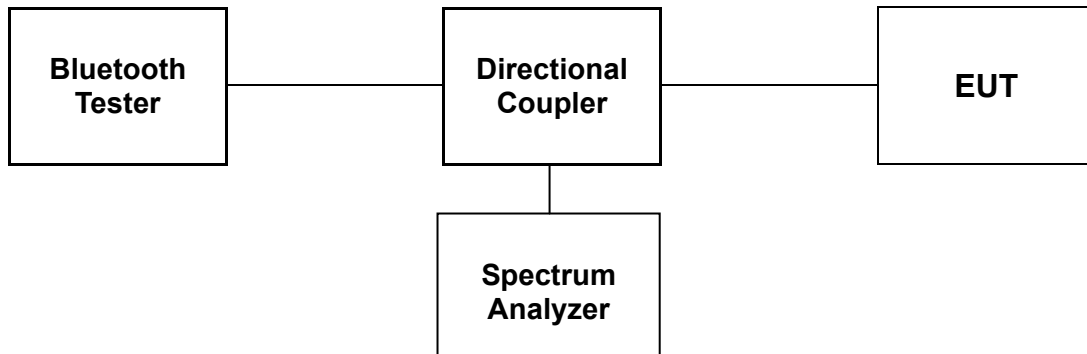 Bluetooth
Tester
Directional
Coupler
EUT
Spectrum
Analyzer